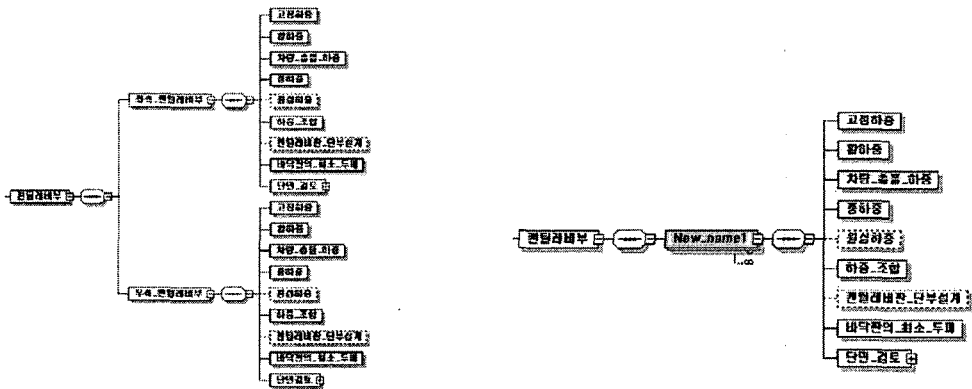 고정하중
활하중
차량_충돌_하중
풍하중
좌측_켄틸레버부
원심하중
하중_조합
켄틸레버판_단부설계
바닥판의_최소_두께
단면_검토
켄틸레버부
고정하중
활하중
차량_충돌_하중
풍하중
우측_켄틸레버부
원심하중
하중_조합
켄틸레버판_단부설계
바닥판의_최소_두께
단면검토
고정하중
활하중
차량_충돌_하중
풍하중
켄틸레버부 New_name1
원심하중
하중_조합
켄틸레버판_단부설계
바닥판의_최소_두께
단면_검토